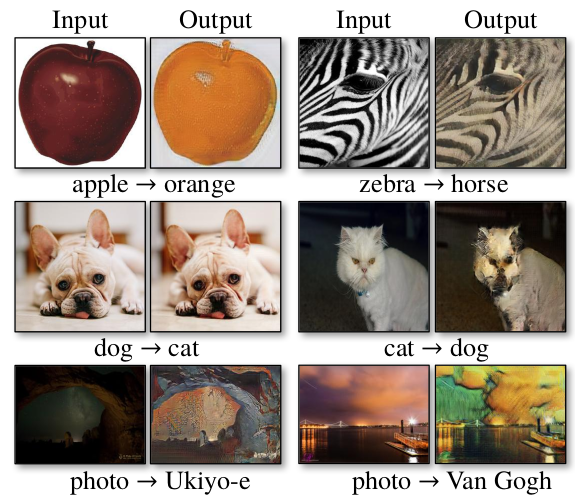 Input Output Input Output
apple → orange zebra → horse
dog → cat cat → dog
photo → Ukiyo-e photo → Van Gogh